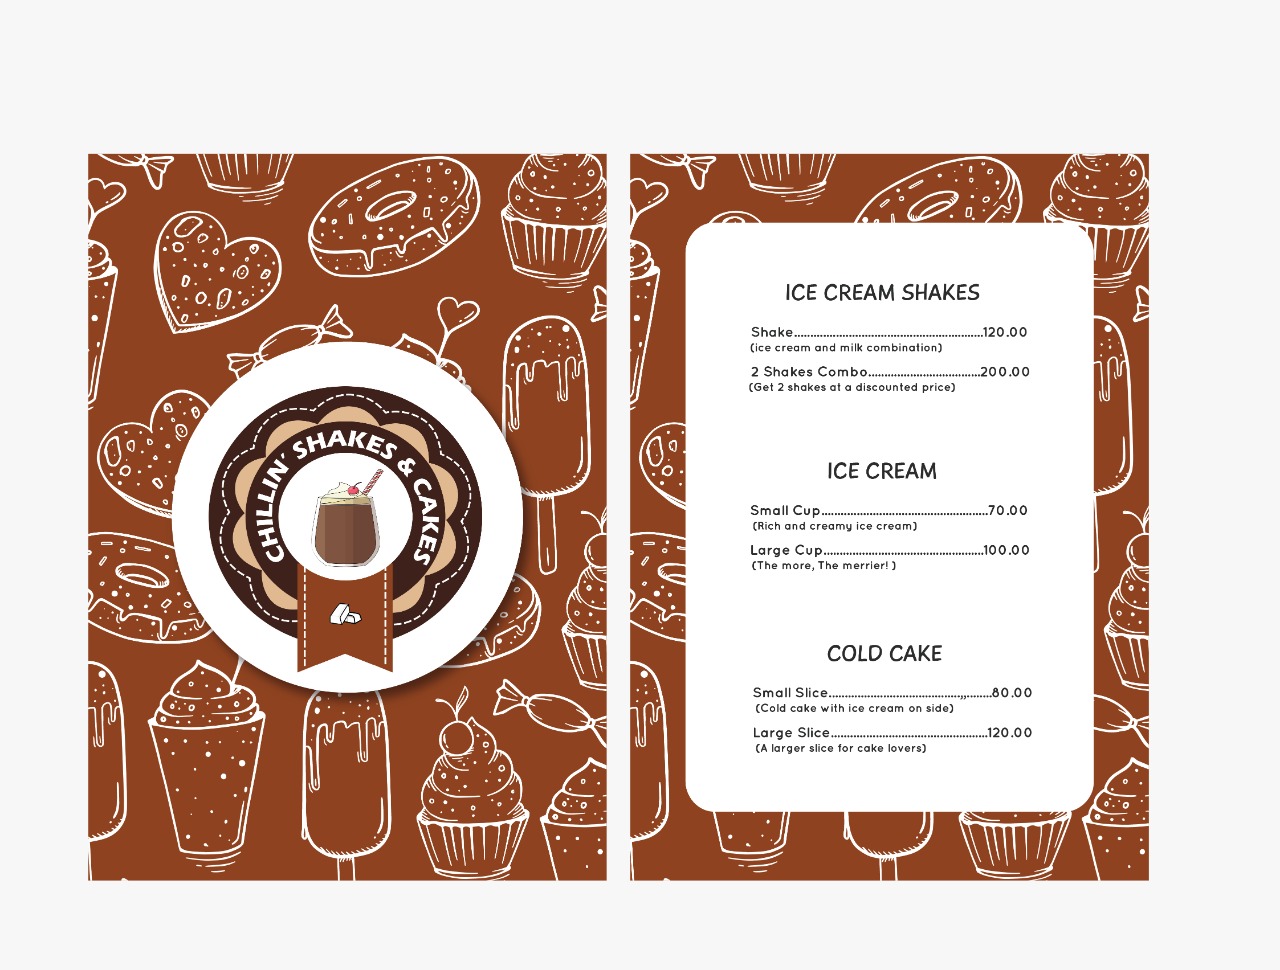 CHILLIN' SHAKES & CAKES
ICE CREAM SHAKES
Shake..........................................................120.00
(ice cream and milk combination)
2 Shakes Combo..................................200.00
(Get 2 shakes at a discounted price)
ICE CREAM
Small Cup...................................................70.00
(Rich and creamy ice cream)
Large Cup.................................................100.00
(The more, The merrier! )
COLD CAKE
Small Slice........................................,,........80.00
(Cold cake with ice cream on side)
Large Slice................................................120.00
(A larger slice for cake lovers)